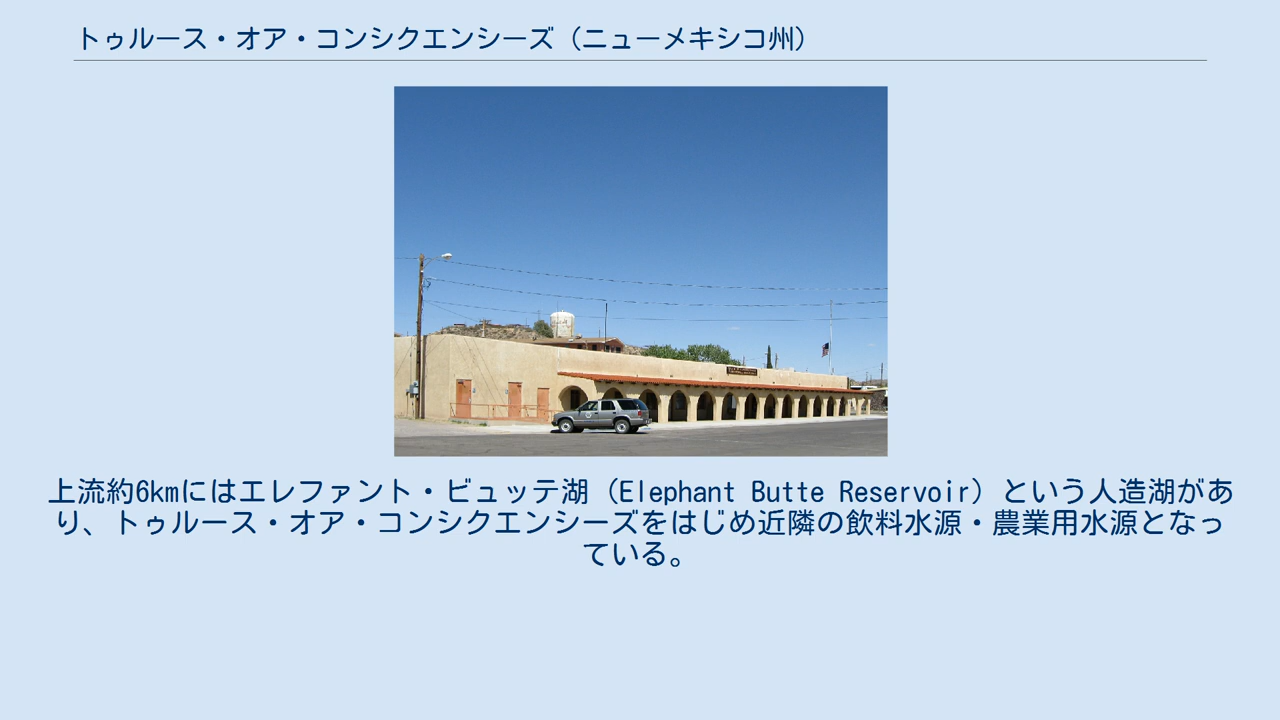 トゥルース・オア・コンシクエンシーズ（ニューメキシコ州）
上流約6kmにはエレファント・ビュッテ湖（Elephant Butte Reservoir）という人造湖があ
り、トゥルース・オア・コンシクエンシーズをはじめ近隣の飲料水源・農業用水源となっ
ている。